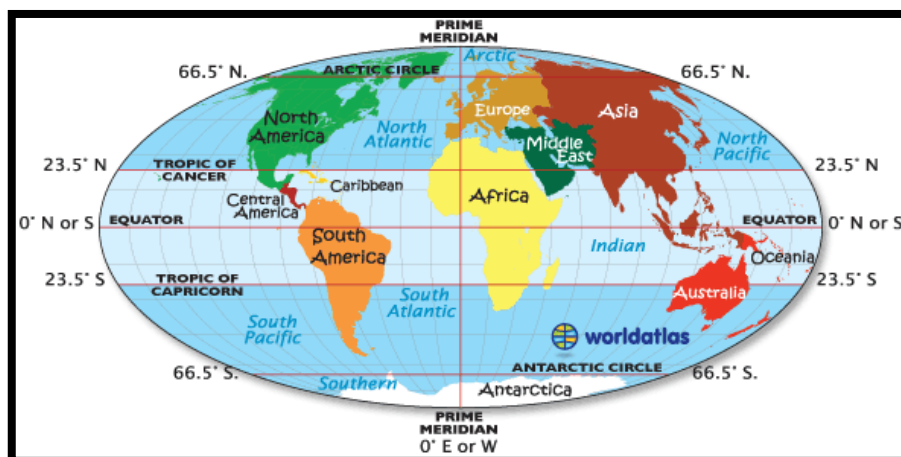 PRIME
MERIDIAN
Arctic
66.5° N.
ARCTIC CIRCLE
66.5° N.
North
America
Europe
Asia
North
Atlantic
Middle
East
North
Pacific
23.5° N
TROPIC OF
CANCER
23.5° N
Caribbean
Central
America
Africa
0° N or S
EQUATOR
EQUATOR
0° N or S
South
America
Indian
Oceania
23.5° S
TROPIC OF
CAPRICORN
23.5° S
Australia
South
Atlantic
South
Pacific
worldatlas
66.5° S.
ANTARCTIC CIRCLE
66.5° S.
Southern
Antarctica
PRIME
MERIDIAN
0° E or W